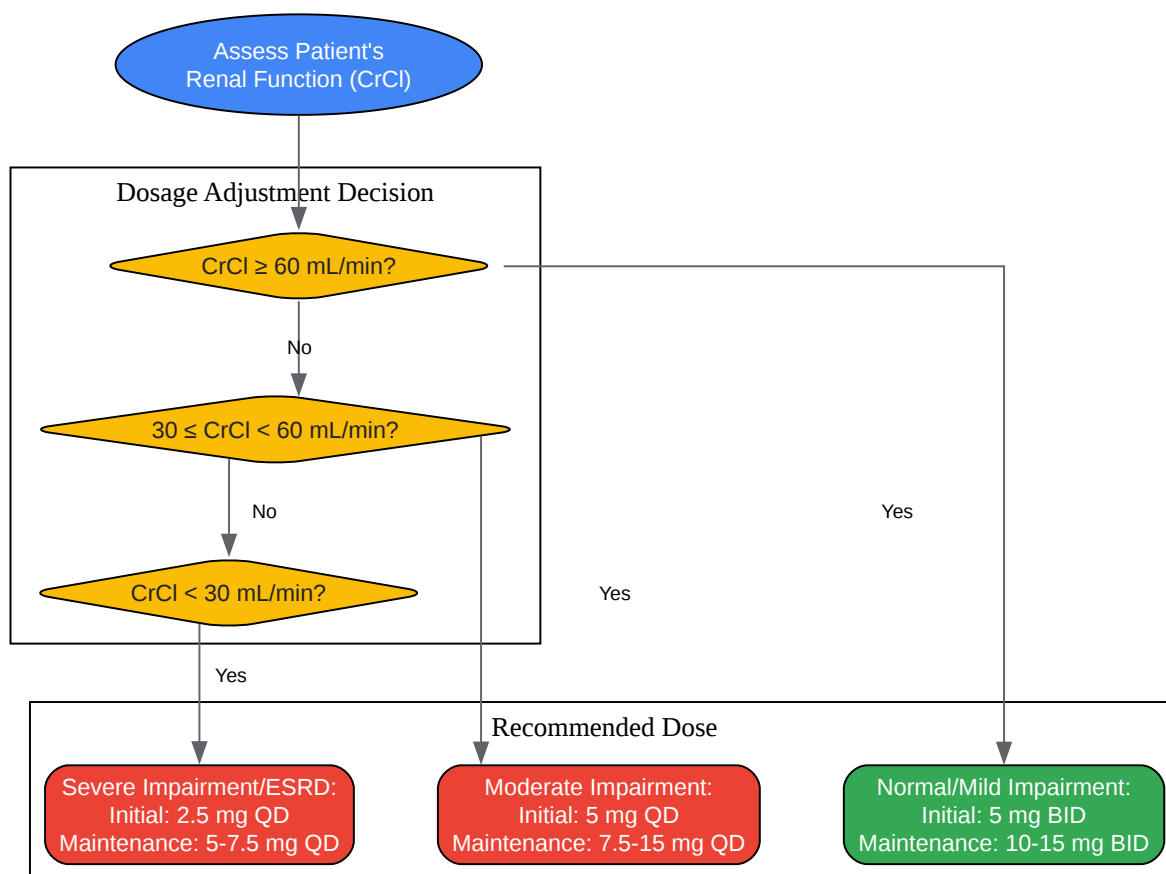 Assess Patient's
Renal Function (CrCl)
Dosage Adjustment Decision
CrCl ≥ 60 mL/min?
No
30 ≤ CrCl < 60 mL/min?
No
Yes
CrCl < 30 mL/min?
Yes
Yes
Recommended Dose
Severe Impairment/ESRD:
Initial: 2.5 mg QD
Maintenance: 5-7.5 mg QD
Moderate Impairment:
Initial: 5 mg QD
Maintenance: 7.5-15 mg QD
Normal/Mild Impairment:
Initial: 5 mg BID
Maintenance: 10-15 mg BID